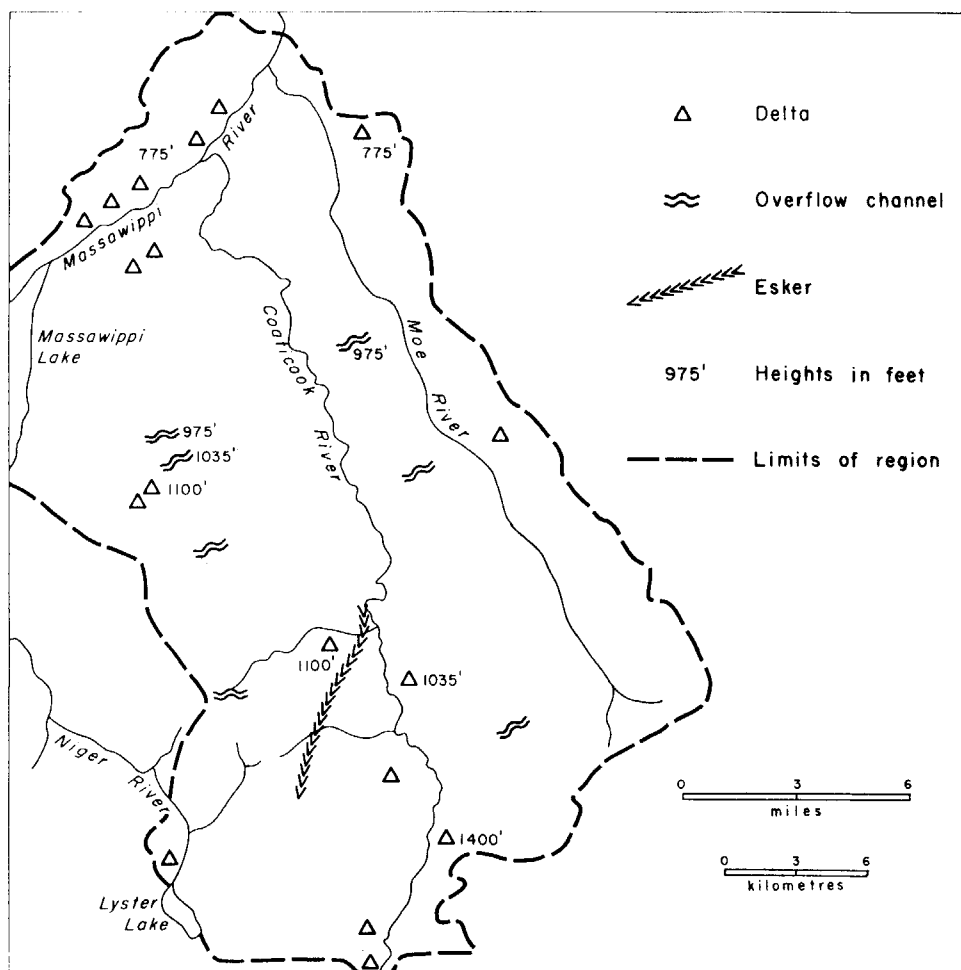 775'
River
775'
Massawippi
Massawippi
Lake
Coaticook
River
975'
Moe
River
975'
1035'
1100'
1100'
1035'
Niger
River
1400'
Lyster
Lake
Delta
Overflow channel
Esker
975' Heights in feet
Limits of region
0 3 6
miles
0 3 6
kilometres